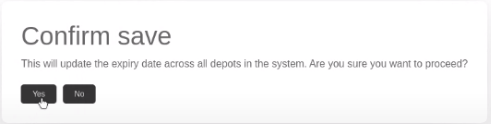 Confirm save
This will update the expiry date across all depots in the system. Are you sure you want to proceed?
Yes No